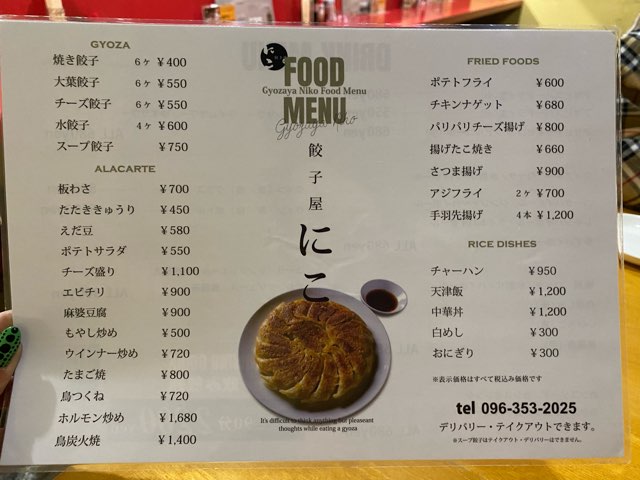 GYOZA
焼き餃子 6ヶ ¥400
大葉餃子 6ヶ ¥550
チーズ餃子 6ヶ ¥550
水餃子 4ヶ ¥600
スープ餃子 ¥750
ALACARTE
板わさ ¥700
たたききゅうり ¥450
えだ豆 ¥580
ポテトサラダ ¥550
チーズ盛り ¥1,100
エビチリ ¥900
麻婆豆腐 ¥900
もやし炒め ¥500
ウインナー炒め ¥720
たまご焼 ¥800
鳥つくね ¥720
ホルモン炒め ¥1,680
鳥炭火焼 ¥1,400
にこ
FOOD
Gyozaya Niko Food Menu
MENU
Gyozaya Niko
餃子屋
にこ
It's difficult to think anything but pleaseant
thoughts while eating a gyoza
FRIED FOODS
ポテトフライ ¥600
チキンナゲット ¥680
パリパリチーズ揚げ ¥800
揚げたこ焼き ¥660
さつま揚げ ¥900
アジフライ 2ヶ ¥700
手羽先揚げ 4本 ¥1,200
RICE DISHES
チャーハン ¥950
天津飯 ¥1,200
中華丼 ¥1,200
白めし ¥300
おにぎり ¥300
※表示価格はすべて税込み価格です
tel 096-353-2025
デリバリー・テイクアウトできます。
※スープ餃子はテイクアウト・デリバリーはできません。